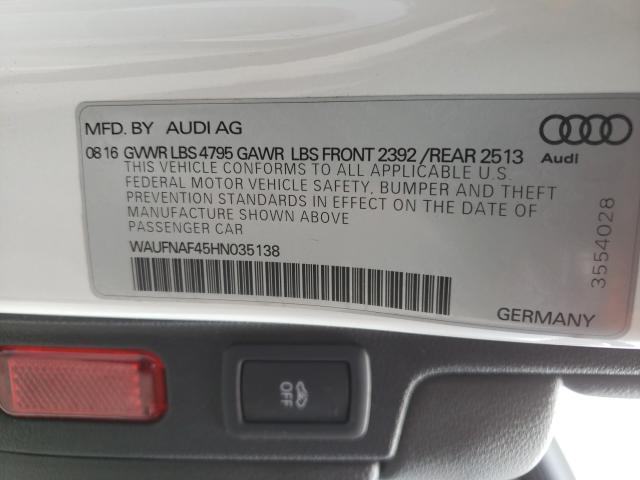 MFD. BY AUDI AG
0816 GVWR LBS 4795 GAWR LBS FRONT 2392 /REAR 2513
THIS VEHICLE CONFORMS TO ALL APPLICABLE U.S.
FEDERAL MOTOR VEHICLE SAFETY, BUMPER AND THEFT
PREVENTION STANDARDS IN EFFECT ON THE DATE OF
MANUFACTURE SHOWN ABOVE
PASSENGER CAR
WAUFNAF45HN035138
Audi
3554028
GERMANY
OFF